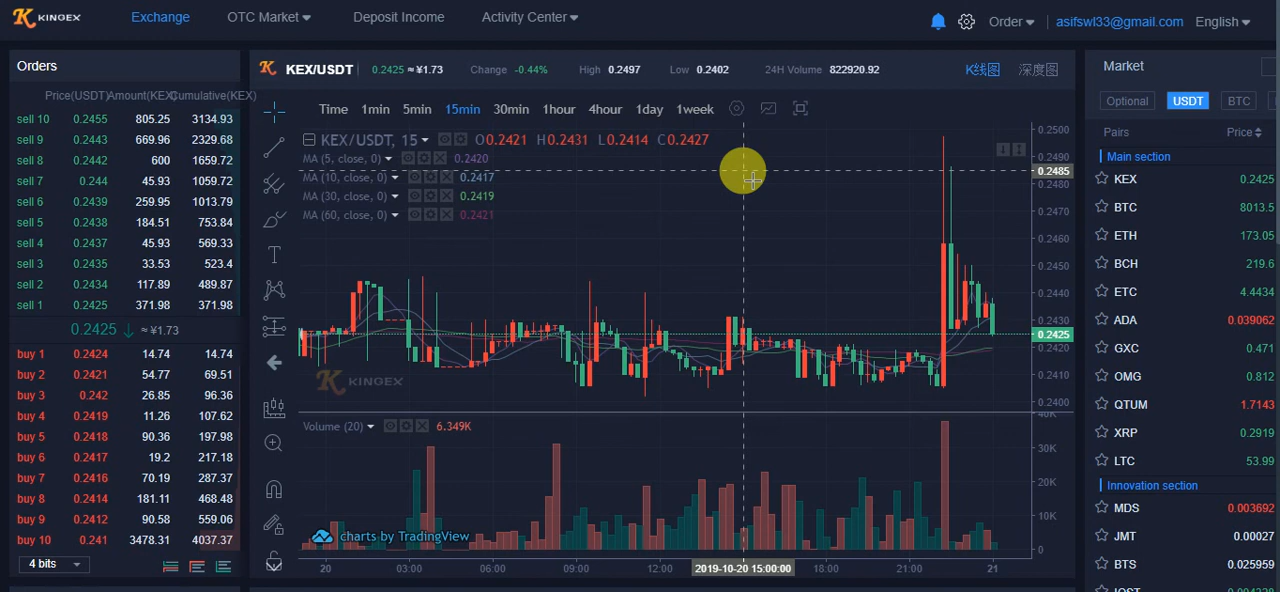 KINGEX Exchange OTC Market Deposit Income Activity Center Order asifswl33@gmail.com English
Orders
Price(USDT) Amount(KEX) Cumulative(KEX)
sell 10 0.2455 805.25 3134.93
sell 9 0.2443 669.96 2329.68
sell 8 0.2442 600 1659.72
sell 7 0.244 45.93 1059.72
sell 6 0.2439 259.95 1013.79
sell 5 0.2438 184.51 753.84
sell 4 0.2437 45.93 569.33
sell 3 0.2435 33.53 523.4
sell 2 0.2434 117.89 489.87
sell 1 0.2425 371.98 371.98
0.2425 ≈ ¥1.73
buy 1 0.2424 14.74 14.74
buy 2 0.2421 54.77 69.51
buy 3 0.242 26.85 96.36
buy 4 0.2419 11.26 107.62
buy 5 0.2418 90.36 197.98
buy 6 0.2417 19.2 217.18
buy 7 0.2416 70.19 287.37
buy 8 0.2414 181.11 468.48
buy 9 0.2412 90.58 559.06
buy 10 0.241 3478.31 4037.37
4 bits
KEX/USDT 0.2425 ≈ ¥1.73 Change -0.44% High 0.2497 Low 0.2402 24H Volume 822920.92 K线图 深度图
Time 1min 5min 15min 30min 1hour 4hour 1day 1week
KEX/USDT, 15 O0.2421 H0.2431 L0.2414 C0.2427
MA (5, close, 0) 0.2420
MA (10, close, 0) 0.2417
MA (30, close, 0) 0.2419
MA (60, close, 0) 0.2421
0.2500
0.2490
0.2485
0.2480
0.2470
0.2460
0.2450
0.2440
0.2430
0.2425
0.2420
0.2410
0.2400
KINGEX
Volume (20) 6.349K
40K
30K
20K
10K
0
charts by TradingView
20 03:00 06:00 09:00 12:00 2019-10-20 15:00:00 18:00 21:00 21
Market
Optional USDT BTC
Pairs Price
Main section
KEX 0.2425
BTC 8013.5
ETH 173.05
BCH 219.6
ETC 4.4434
ADA 0.039062
GXC 0.471
OMG 0.812
QTUM 1.7143
XRP 0.2919
LTC 53.99
Innovation section
MDS 0.003692
JMT 0.00027
BTS 0.025959